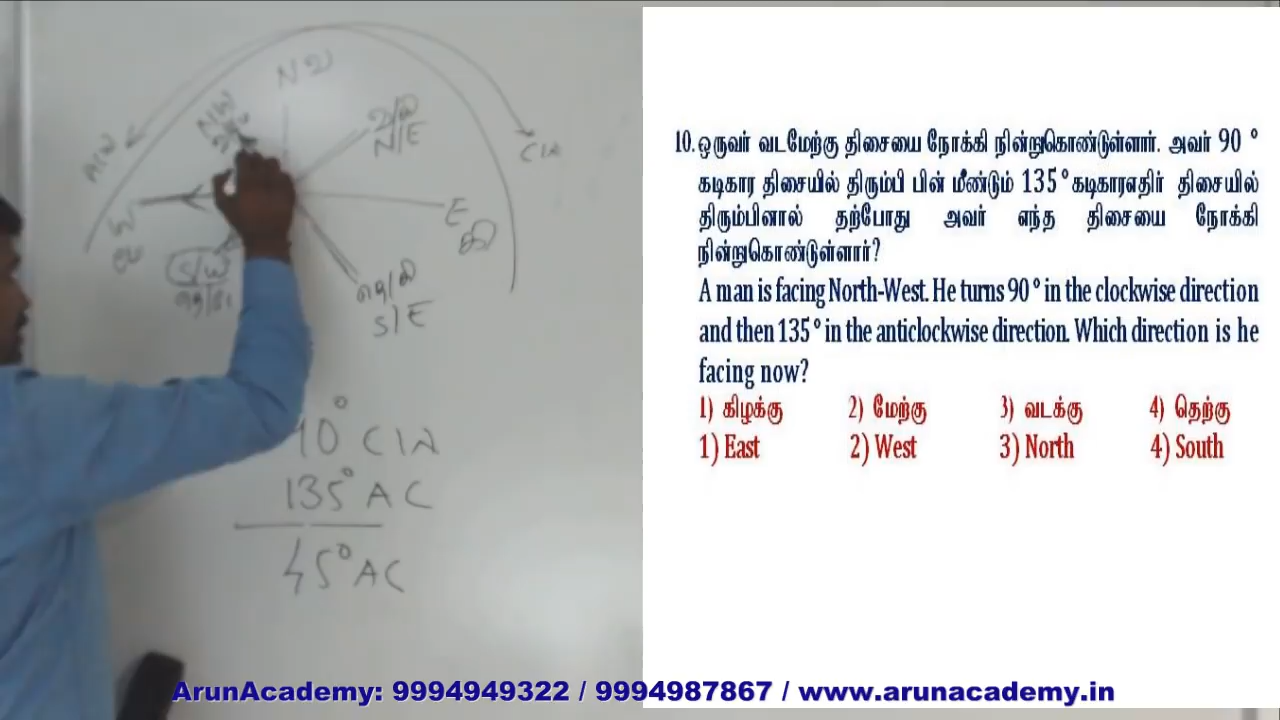 N வ
N/W
உ/கி
N/E
A/W
C/W
W
மே
E
கி
S/W
தெ/மே
தெ/கி
S/E
90° C/W
135° AC
45° AC
10. ஒருவர் வடமேற்கு திசையை நோக்கி நின்றுகொண்டுள்ளார். அவர் 90 °
கடிகார திசையில் திரும்பி பின் மீண்டும் 135° கடிகாரஎதிர் திசையில்
திரும்பினால் தற்போது அவர் எந்த திசையை நோக்கி
நின்றுகொண்டுள்ளார்?
A man is facing North-West. He turns 90° in the clockwise direction
and then 135° in the anticlockwise direction. Which direction is he
facing now?
1) கிழக்கு 2) மேற்கு 3) வடக்கு 4) தெற்கு
1) East 2) West 3) North 4) South
ArunAcademy: 9994949322 / 9994987867 / www.arunacademy.in